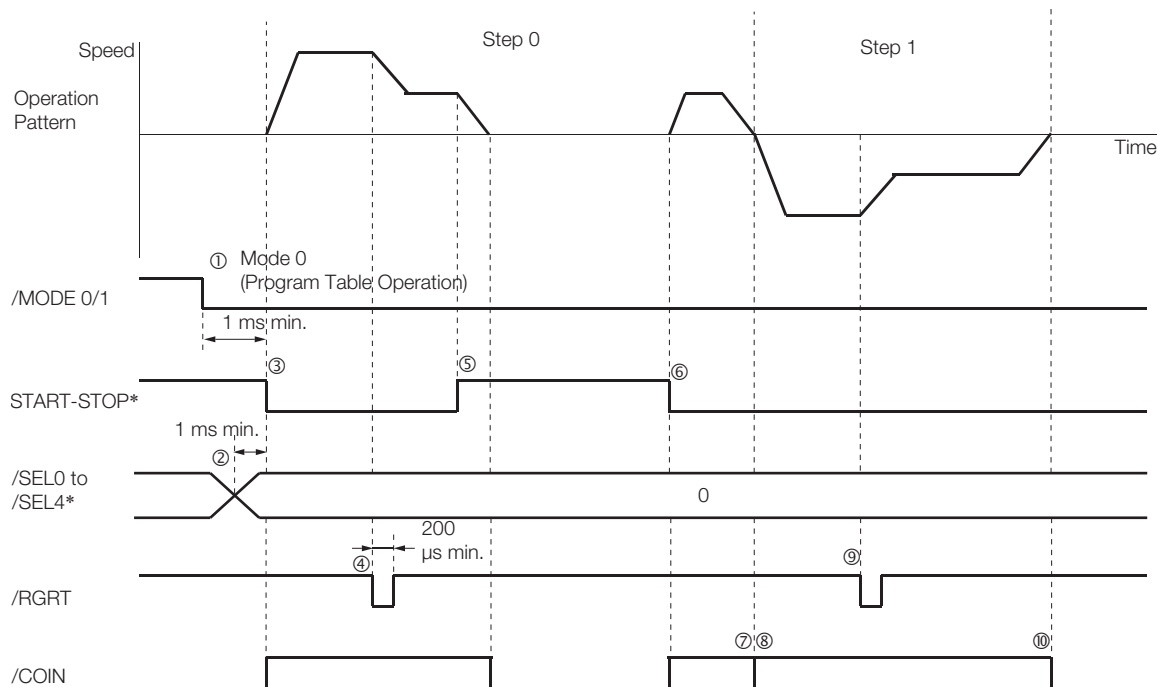 Step 0
Step 1
Speed
Operation
Pattern
Time
① Mode 0
(Program Table Operation)
/MODE 0/1
1 ms min.
③
⑤
⑥
START-STOP*
1 ms min.
②
/SEL0 to
/SEL4*
0
200
µs min.
④
⑨
/RGRT
⑦
⑧
⑩
/COIN